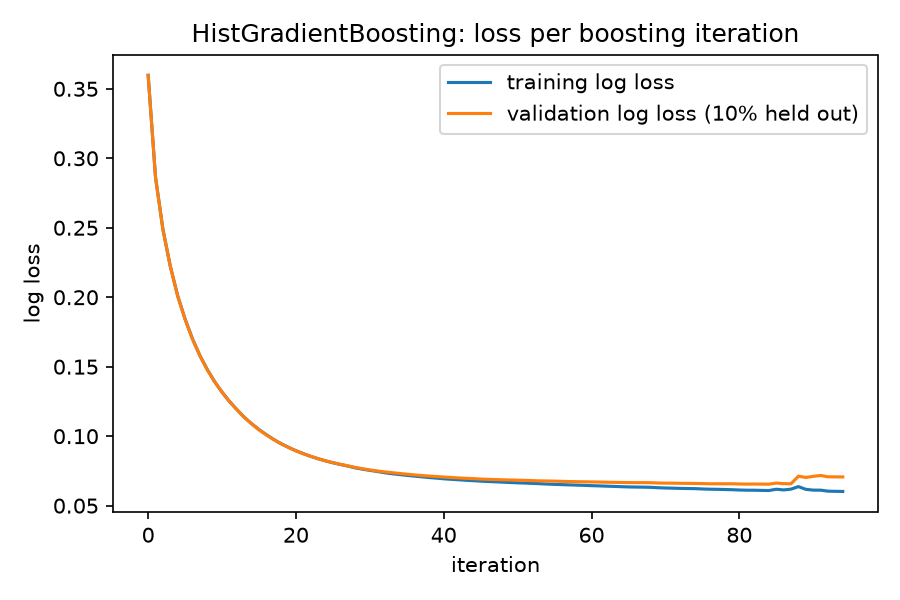 HistGradientBoosting: loss per boosting iteration
training log loss
validation log loss (10% held out)
log loss
0.35
0.30
0.25
0.20
0.15
0.10
0.05
0 20 40 60 80
iteration